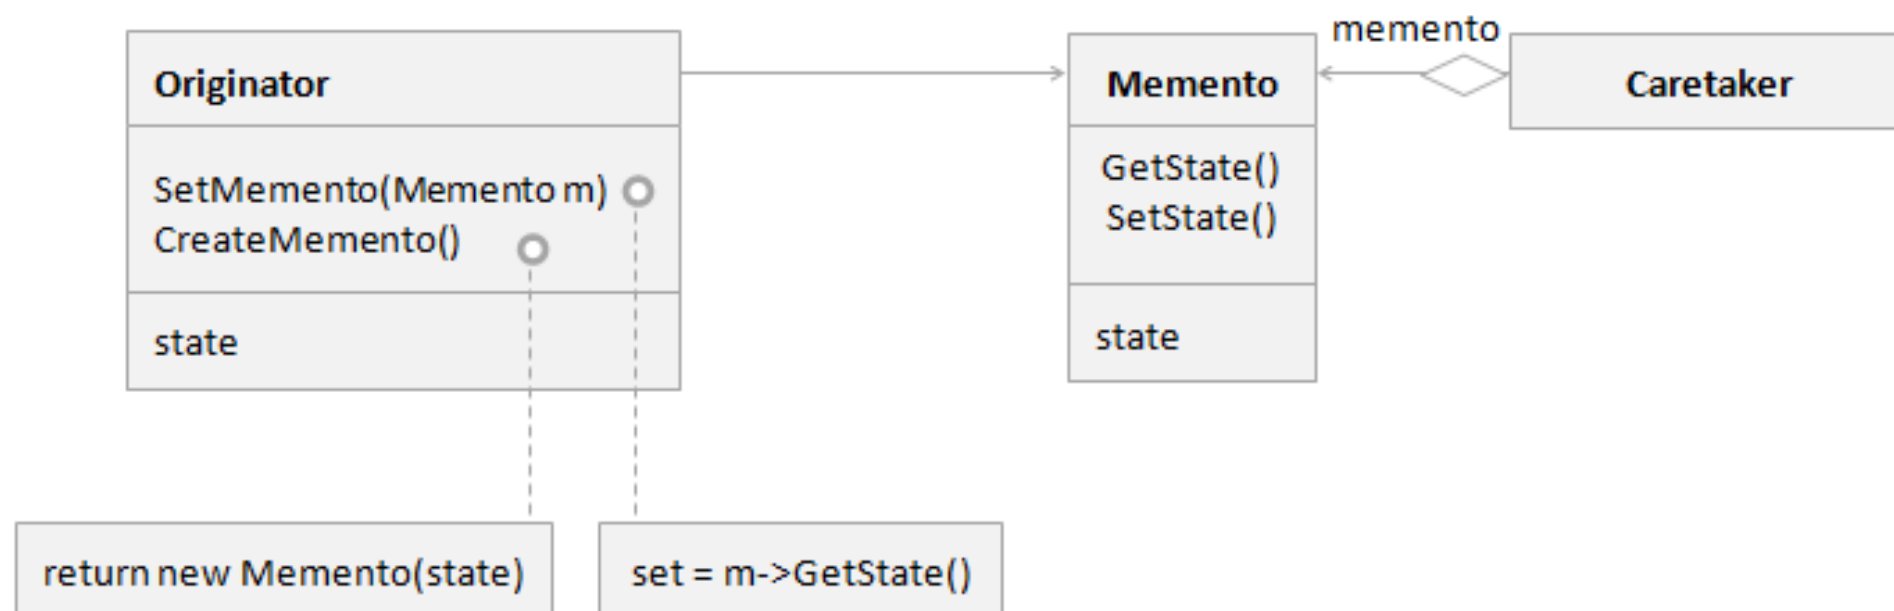 memento
Originator
Memento
Caretaker
SetMemento(Memento m)
CreateMemento()
GetState()
SetState()
state
state
return new Memento(state)
set = m->GetState()